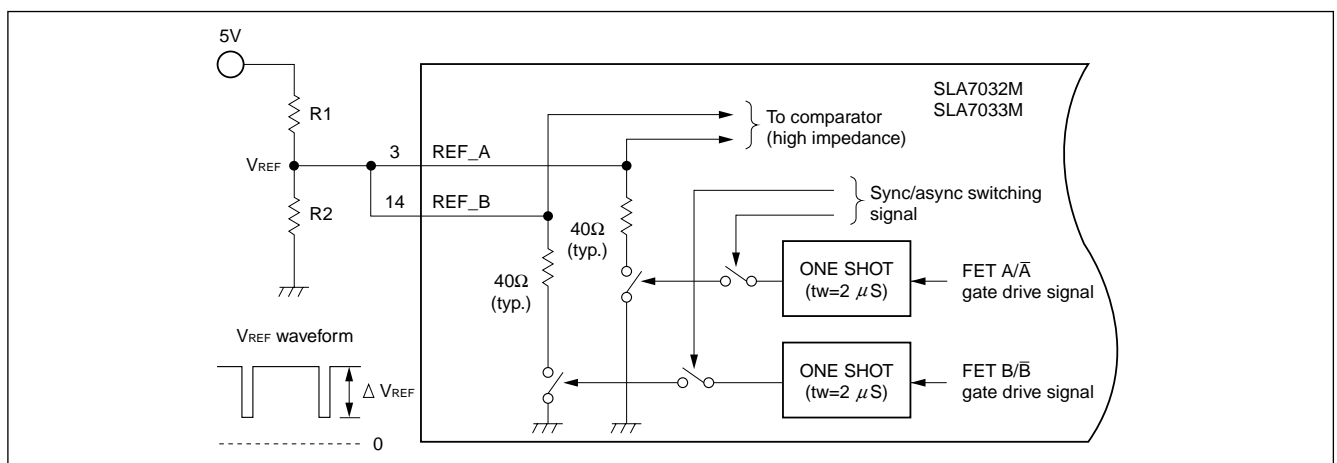 5V
SLA7032M
SLA7033M
R1
To comparator
(high impedance)
3 REF_A
VREF
Sync/async switching
signal
14 REF_B
R2
40Ω
(typ.)
ONE SHOT
(tw=2 μS)
FET A/A̅
gate drive signal
40Ω
(typ.)
VREF waveform
ONE SHOT
(tw=2 μS)
FET B/B̅
gate drive signal
Δ VREF
0